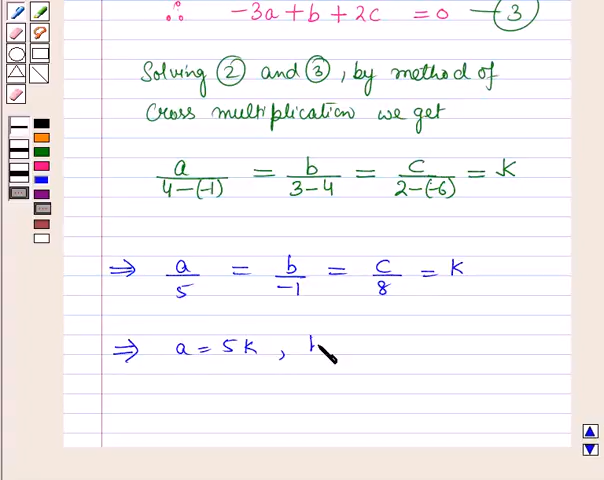 ∴ -3a + b + 2c = 0 — 3
Solving 2 and 3, by method of
Cross multiplication we get
a/4-(-1) = b/3-4 = c/2-(-6) = K
⇒ a/5 = b/-1 = c/8 = K
⇒ a = 5K,